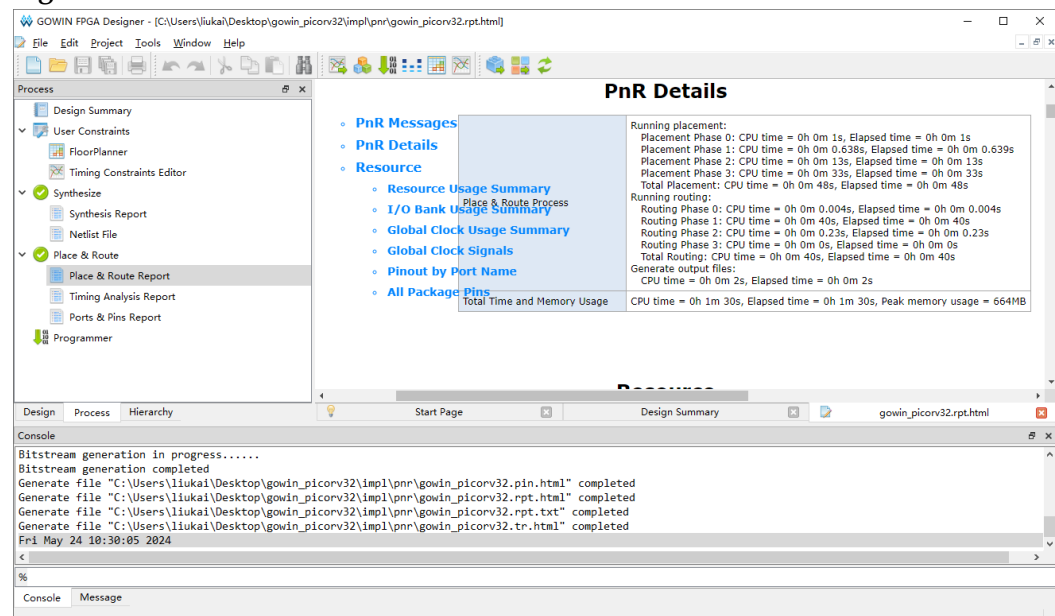 GOWIN FPGA Designer - [C:\Users\liukai\Desktop\gowin_picorv32\impl\pnr\gowin_picorv32.rpt.html]
File Edit Project Tools Window Help
Process
Design Summary
User Constraints
FloorPlanner
Timing Constraints Editor
Synthesize
Synthesis Report
Netlist File
Place & Route
Place & Route Report
Timing Analysis Report
Ports & Pins Report
Programmer
Design Process Hierarchy
PnR Messages
PnR Details
Resource
Resource Usage Summary
I/O Bank Usage Summary
Global Clock Usage Summary
Global Clock Signals
Pinout by Port Name
All Package Pins
PnR Details
Place & Route Process
Running placement:
Placement Phase 0: CPU time = 0h 0m 1s, Elapsed time = 0h 0m 1s
Placement Phase 1: CPU time = 0h 0m 0.638s, Elapsed time = 0h 0m 0.639s
Placement Phase 2: CPU time = 0h 0m 13s, Elapsed time = 0h 0m 13s
Placement Phase 3: CPU time = 0h 0m 33s, Elapsed time = 0h 0m 33s
Total Placement: CPU time = 0h 0m 48s, Elapsed time = 0h 0m 48s
Running routing:
Routing Phase 0: CPU time = 0h 0m 0.004s, Elapsed time = 0h 0m 0.004s
Routing Phase 1: CPU time = 0h 0m 40s, Elapsed time = 0h 0m 40s
Routing Phase 2: CPU time = 0h 0m 0.23s, Elapsed time = 0h 0m 0.23s
Routing Phase 3: CPU time = 0h 0m 0s, Elapsed time = 0h 0m 0s
Total Routing: CPU time = 0h 0m 40s, Elapsed time = 0h 0m 40s
Generate output files:
CPU time = 0h 0m 2s, Elapsed time = 0h 0m 2s
Total Time and Memory Usage
CPU time = 0h 1m 30s, Elapsed time = 0h 1m 30s, Peak memory usage = 664MB
Start Page Design Summary gowin_picorv32.rpt.html
Console
Bitstream generation in progress......
Bitstream generation completed
Generate file "C:\Users\liukai\Desktop\gowin_picorv32\impl\pnr\gowin_picorv32.pin.html" completed
Generate file "C:\Users\liukai\Desktop\gowin_picorv32\impl\pnr\gowin_picorv32.rpt.html" completed
Generate file "C:\Users\liukai\Desktop\gowin_picorv32\impl\pnr\gowin_picorv32.rpt.txt" completed
Generate file "C:\Users\liukai\Desktop\gowin_picorv32\impl\pnr\gowin_picorv32.tr.html" completed
Fri May 24 10:30:05 2024
%
Console Message